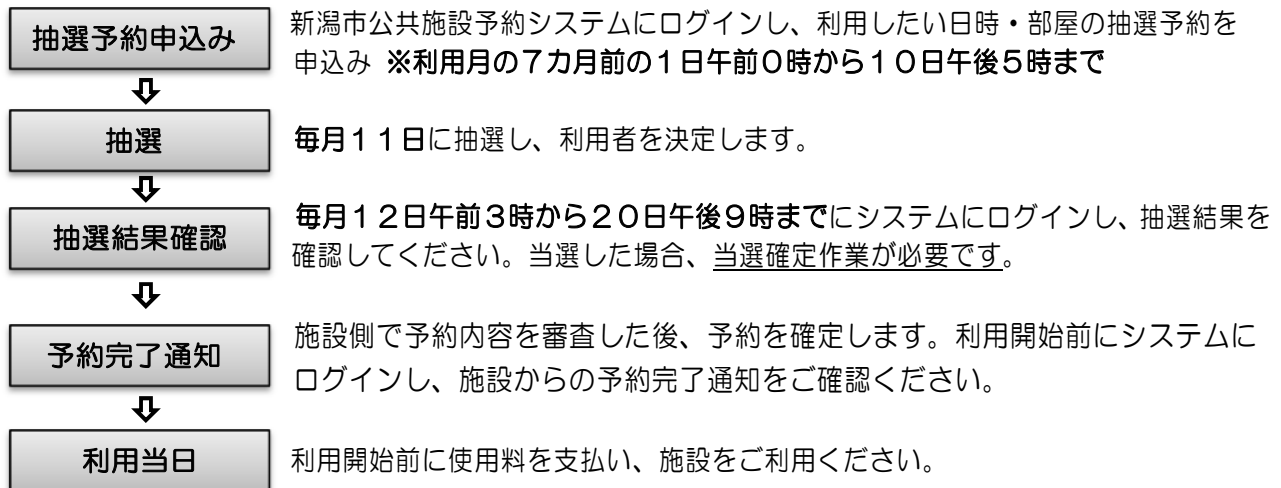 抽選予約申込み
新潟市公共施設予約システムにログインし、利用したい日時・部屋の抽選予約を
申込み ※利用月の7カ月前の1日午前0時から10日午後5時まで
抽選
毎月11日に抽選し、利用者を決定します。
抽選結果確認
毎月12日午前3時から20日午後9時までにシステムにログインし、抽選結果を
確認してください。当選した場合、当選確定作業が必要です。
予約完了通知
施設側で予約内容を審査した後、予約を確定します。利用開始前にシステムに
ログインし、施設からの予約完了通知をご確認ください。
利用当日
利用開始前に使用料を支払い、施設をご利用ください。